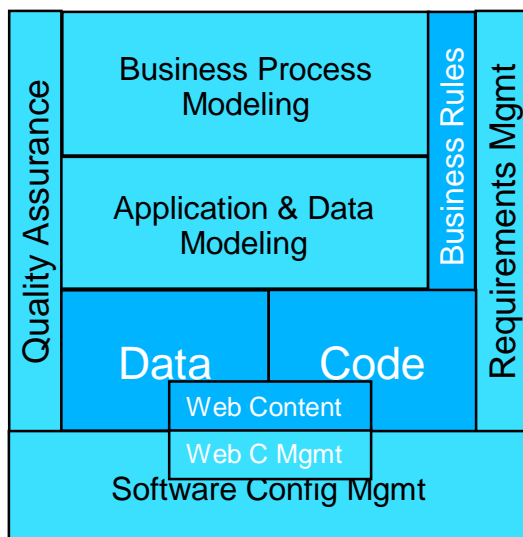 Quality Assurance
Business Process
Modeling
Business Rules
Requirements Mgmt
Application & Data
Modeling
Data
Code
Web Content
Web C Mgmt
Software Config Mgmt